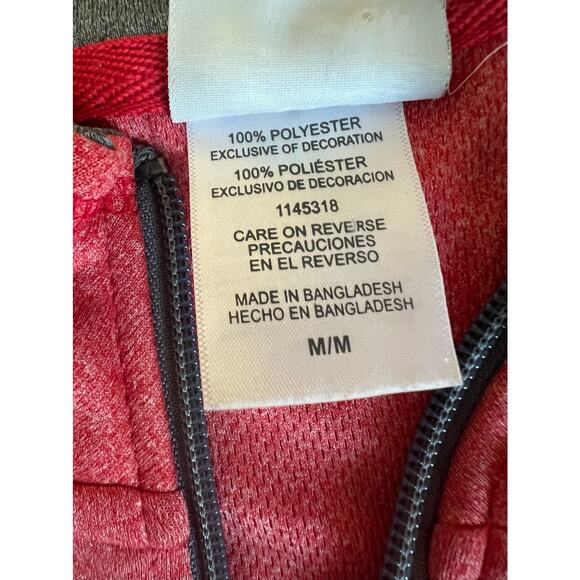 100% POLYESTER
EXCLUSIVE OF DECORATION
100% POLIÉSTER
EXCLUSIVO DE DECORACION
1145318
CARE ON REVERSE
PRECAUCIONES
EN EL REVERSO
MADE IN BANGLADESH
HECHO EN BANGLADESH
M/M